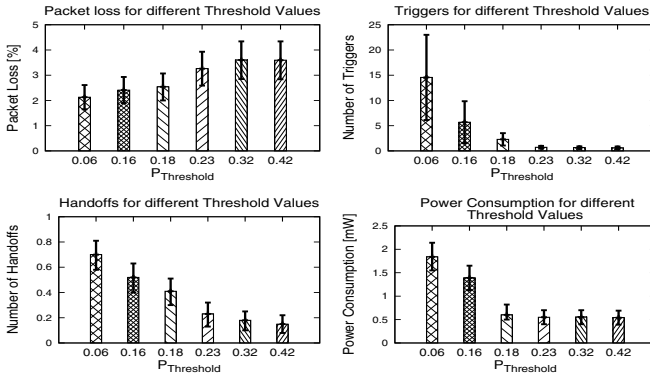 Packet loss for different Threshold Values
Packet Loss [%]
5
4
3
2
1
0
0.06 0.16 0.18 0.23 0.32 0.42
PThreshold
Triggers for different Threshold Values
Number of Triggers
25
20
15
10
5
0
0.06 0.16 0.18 0.23 0.32 0.42
PThreshold
Handoffs for different Threshold Values
Number of Handoffs
1
0.8
0.6
0.4
0.2
0
0.06 0.16 0.18 0.23 0.32 0.42
PThreshold
Power Consumption for different
Threshold Values
Power Consumption [mW]
2.5
2
1.5
1
0.5
0
0.06 0.16 0.18 0.23 0.32 0.42
PThreshold